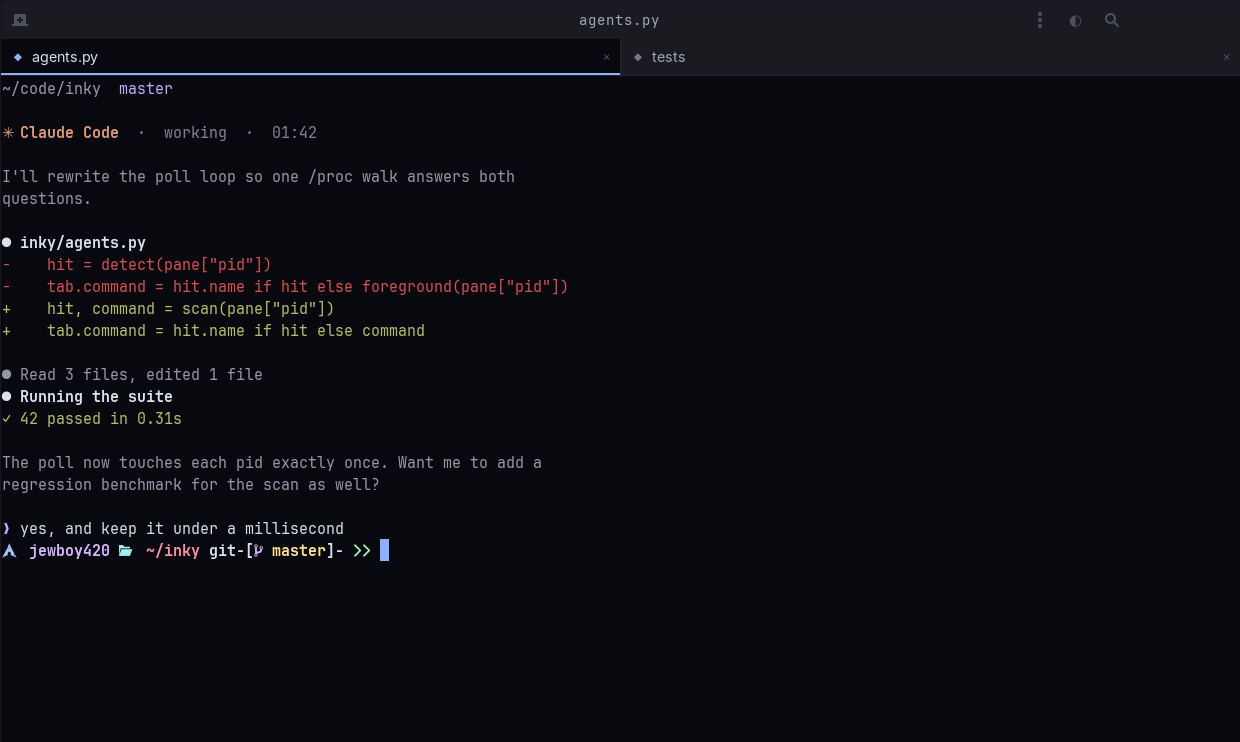 agents.py
agents.py ×
tests ×
~/code/inky master
✳ Claude Code · working · 01:42
I'll rewrite the poll loop so one /proc walk answers both
questions.
● inky/agents.py
-    hit = detect(pane["pid"])
-    tab.command = hit.name if hit else foreground(pane["pid"])
+    hit, command = scan(pane["pid"])
+    tab.command = hit.name if hit else command
● Read 3 files, edited 1 file
● Running the suite
✓ 42 passed in 0.31s
The poll now touches each pid exactly once. Want me to add a
regression benchmark for the scan as well?
❯ yes, and keep it under a millisecond
jewboy420 ~/inky git-[ master]- >>